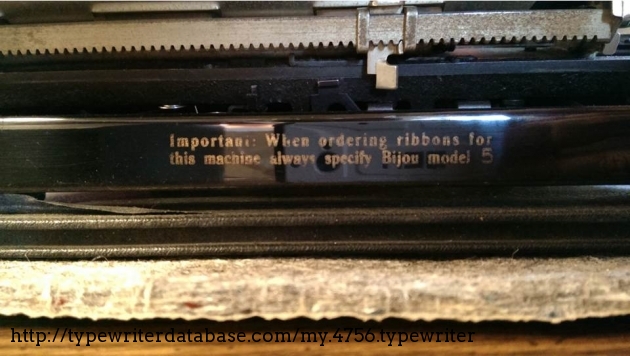 Important: When ordering ribbons for
this machine always specify Bijou model 5
http://typewriterdatabase.com/my.4756.typewriter